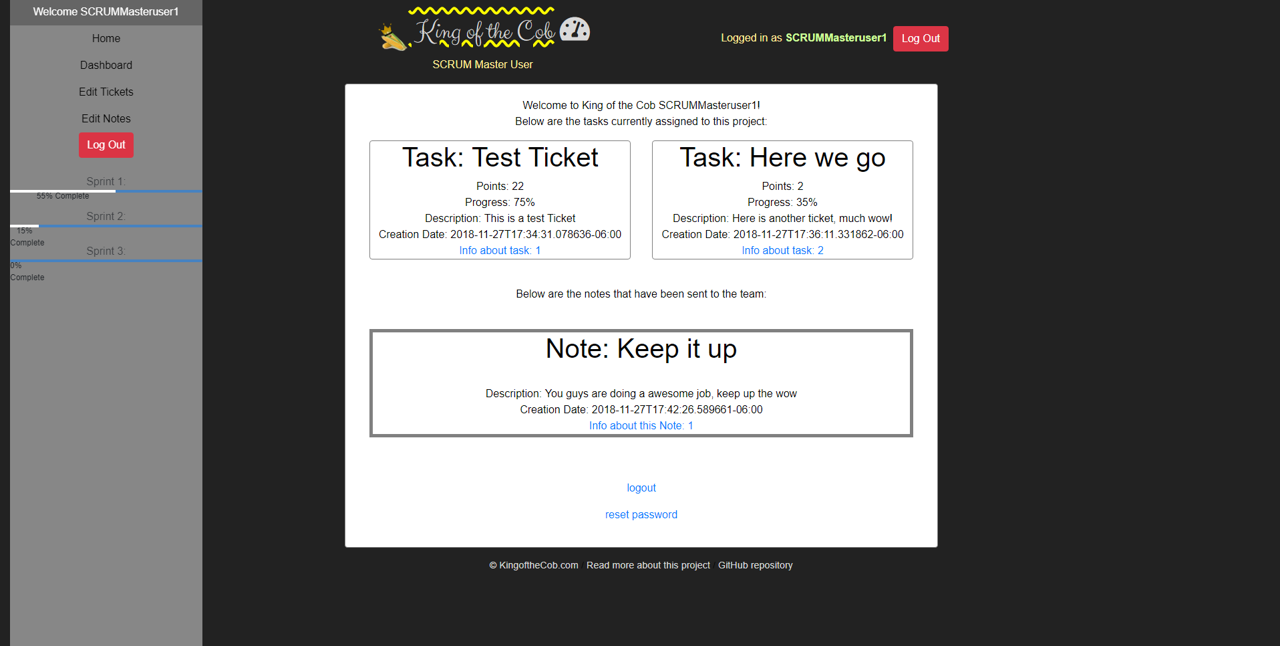 Welcome SCRUMMasteruser1
Home
Dashboard
Edit Tickets
Edit Notes
Log Out
Sprint 1:
55% Complete
Sprint 2:
15%
Complete
Sprint 3:
0%
Complete
King of the Cob
SCRUM Master User
Logged in as SCRUMMasteruser1 Log Out
Welcome to King of the Cob SCRUMMasteruser1!
Below are the tasks currently assigned to this project:
Task: Test Ticket
Points: 22
Progress: 75%
Description: This is a test Ticket
Creation Date: 2018-11-27T17:34:31.078636-06:00
Info about task: 1
Task: Here we go
Points: 2
Progress: 35%
Description: Here is another ticket, much wow!
Creation Date: 2018-11-27T17:36:11.331862-06:00
Info about task: 2
Below are the notes that have been sent to the team:
Note: Keep it up
Description: You guys are doing a awesome job, keep up the wow
Creation Date: 2018-11-27T17:42:26.589661-06:00
Info about this Note: 1
logout
reset password
© KingoftheCob.com Read more about this project GitHub repository